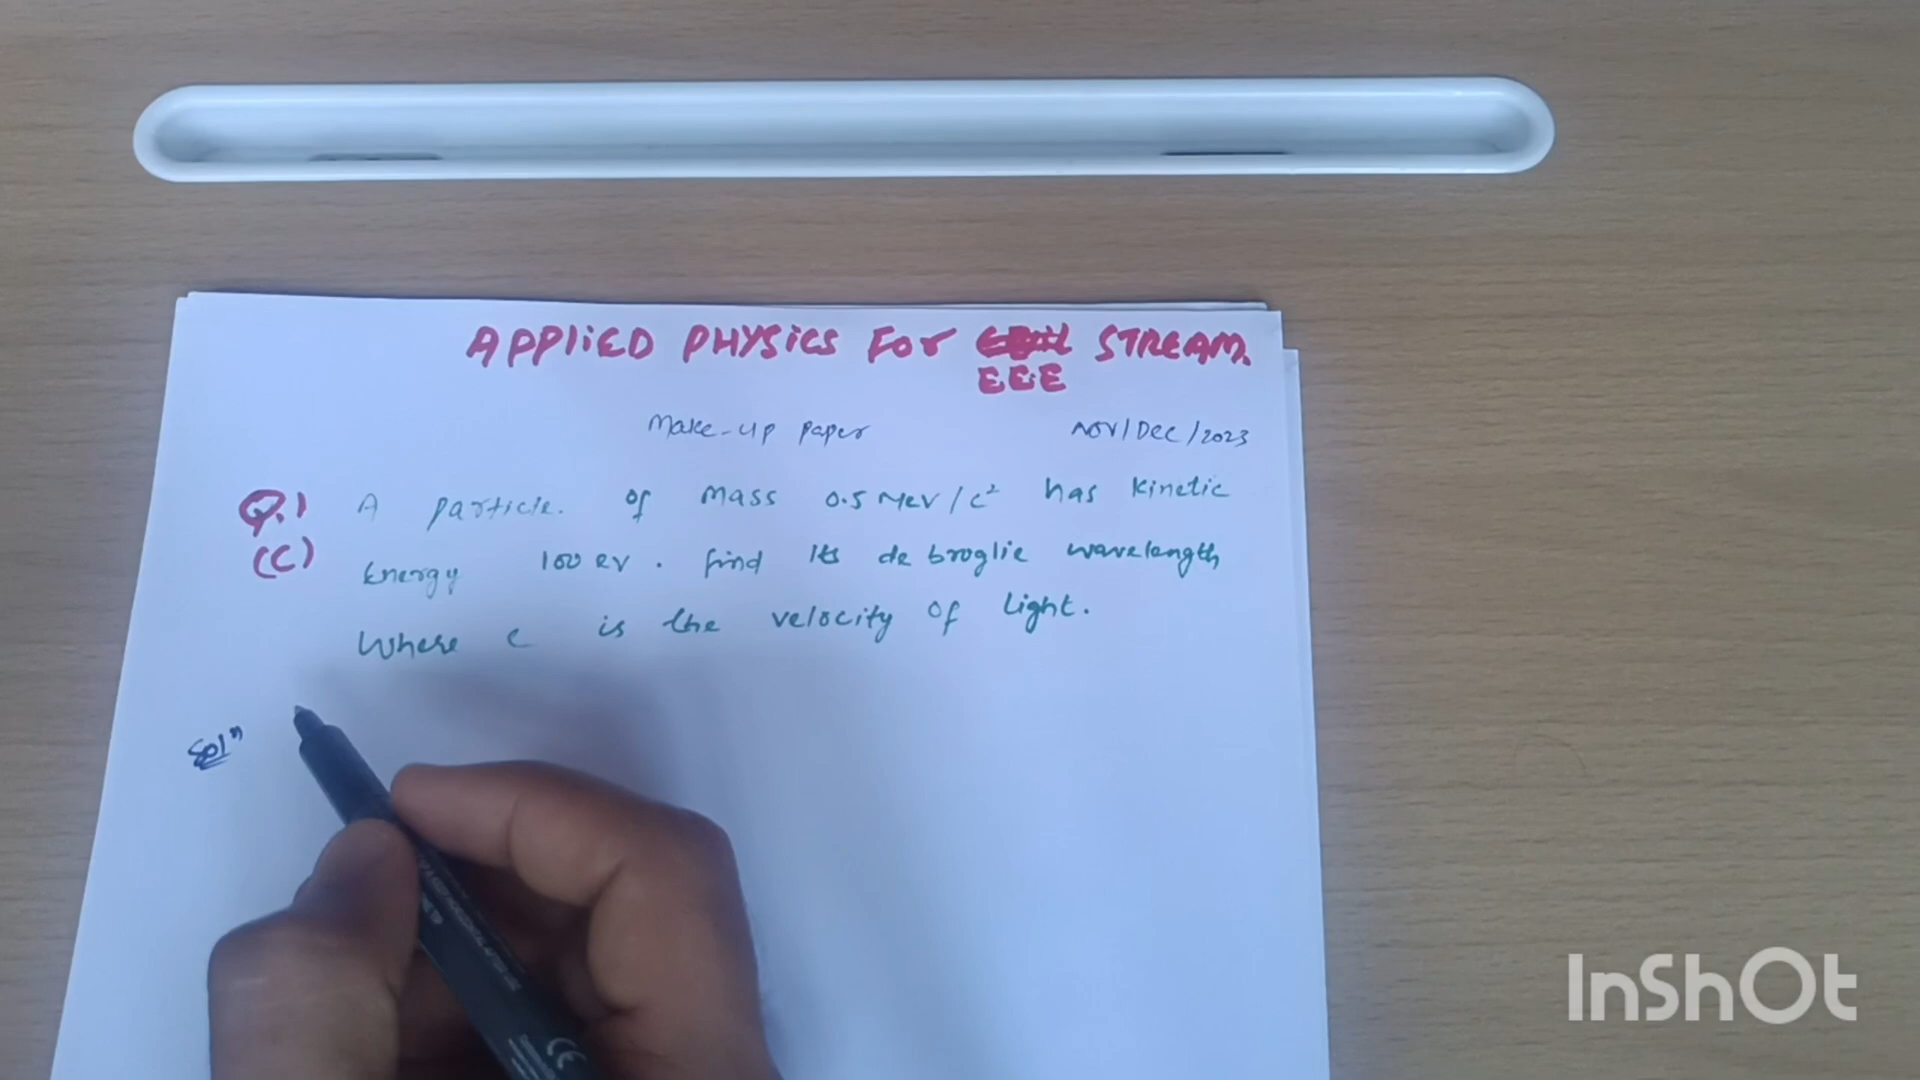 APPLIED PHYSICS FOR STREAM.
EEE
Make-up paper NOV/DEC/2023
Q.1 A particle. of mass 0.5 MeV/c² has kinetic
(C) Energy 100 ev. find its de broglie wavelength
Where c is the velocity of light.
Solⁿ
InShOt